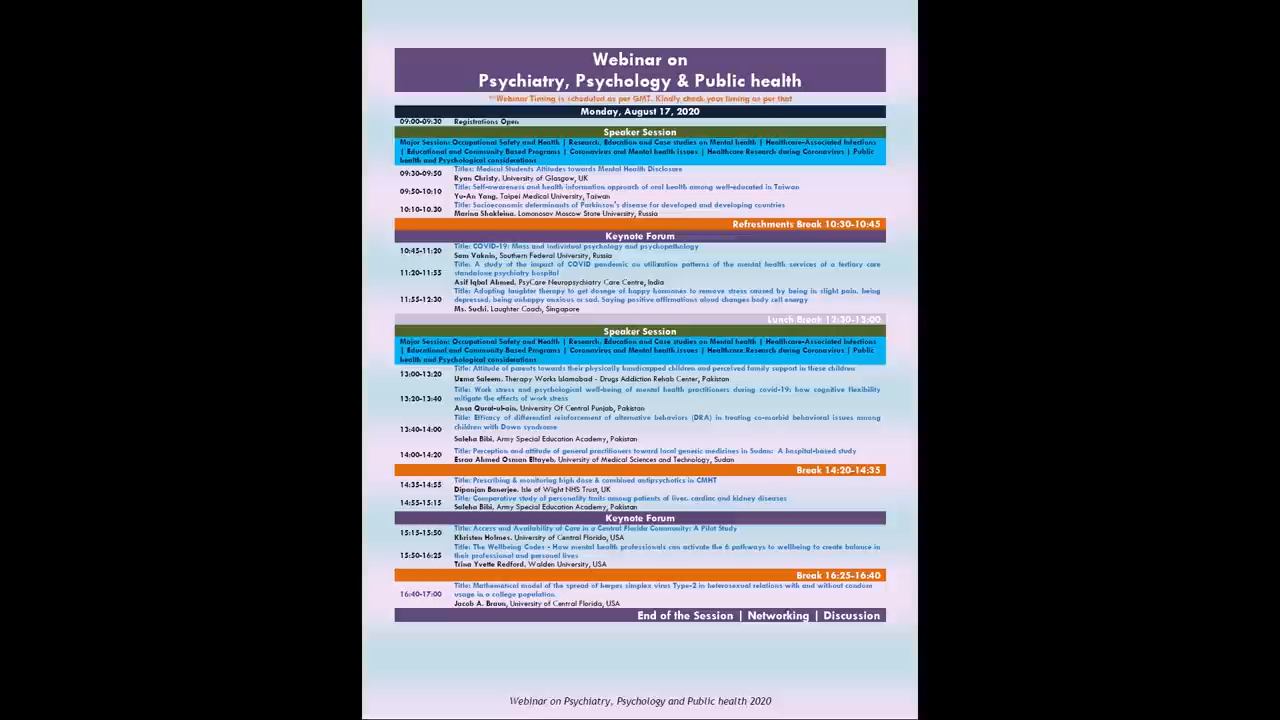 Webinar on
Psychiatry, Psychology & Public health
**Webinar Timing is scheduled as per GMT. Kindly check your timing as per that
Monday, August 17, 2020
09:00-09:30 Registrations Open
Speaker Session
Major Session: Occupational Safety and Health | Research, Education and Case studies on Mental health | Healthcare-Associated Infections
| Educational and Community Based Programs | Coronavirus and Mental health issues | Healthcare Research during Coronavirus | Public
health and Psychological considerations
09:30-09:50 Title: Medical Students Attitudes towards Mental Health Disclosure
Ryan Christy, University of Glasgow, UK
09:50-10:10 Title: Self-awareness and health information approach of oral health among well-educated in Taiwan
Yu-An Yang, Taipei Medical University, Taiwan
10:10-10.30 Title: Socioeconomic determinants of Parkinson's disease for developed and developing countries
Marina Shakleina, Lomonosov Moscow State University, Russia
Refreshments Break 10:30-10:45
Keynote Forum
10:45-11:20 Title: COVID-19: Mass and Individual psychology and psychopathology
Sam Vaknin, Southern Federal University, Russia
11:20-11:55 Title: A study of the impact of COVID pandemic on utilization patterns of the mental health services of a tertiary care
standalone psychiatry hospital
Asif Iqbal Ahmed, PsyCare Neuropsychiatry Care Centre, India
11:55-12:30 Title: Adopting laughter therapy to get dosage of happy hormones to remove stress caused by being in slight pain, being
depressed, being unhappy anxious or sad. Saying positive affirmations aloud changes body cell energy
Ms. Suchi, Laughter Coach, Singapore
Lunch Break 12:30-13:00
Speaker Session
Major Session: Occupational Safety and Health | Research, Education and Case studies on Mental health | Healthcare-Associated Infections
| Educational and Community Based Programs | Coronavirus and Mental health issues | Healthcare Research during Coronavirus | Public
health and Psychological considerations
13:00-13:20 Title: Attitude of parents towards their physically handicapped children and perceived family support in these children
Uzma Saleem, Therapy Works Islamabad - Drugs Addiction Rehab Center, Pakistan
13:20-13:40 Title: Work stress and psychological well-being of mental health practitioners during covid-19: how cognitive flexibility
mitigate the effects of work stress
Ansa Qurat-ul-ain, University Of Central Punjab, Pakistan
13:40-14:00 Title: Efficacy of differential reinforcement of alternative behaviors (DRA) in treating co-morbid behavioral issues among
children with Down syndrome
Saleha Bibi, Army Special Education Academy, Pakistan
14:00-14:20 Title: Perception and attitude of general practitioners toward local generic medicines in Sudan: A hospital-based study
Esraa Ahmed Osman Eltayeb, University of Medical Sciences and Technology, Sudan
Break 14:20-14:35
14:35-14:55 Title: Prescribing & monitoring high dose & combined antipsychotics in CMHT
Dipanjan Banerjee, Isle of Wight NHS Trust, UK
14:55-15:15 Title: Comparative study of personality traits among patients of liver, cardiac and kidney diseases
Saleha Bibi, Army Special Education Academy, Pakistan
Keynote Forum
15:15-15:50 Title: Access and Availability of Care in a Central Florida Community: A Pilot Study
Khristen Holmes, University of Central Florida, USA
15:50-16:25 Title: The Wellbeing Codes - How mental health professionals can activate the 6 pathways to wellbeing to create balance in
their professional and personal lives
Trina Yvette Redford, Walden University, USA
Break 16:25-16:40
16:40-17:00 Title: Mathematical model of the spread of herpes simplex virus Type-2 in heterosexual relations with and without condom
usage in a college population.
Jacob A. Braun, University of Central Florida, USA
End of the Session | Networking | Discussion
Webinar on Psychiatry, Psychology and Public health 2020